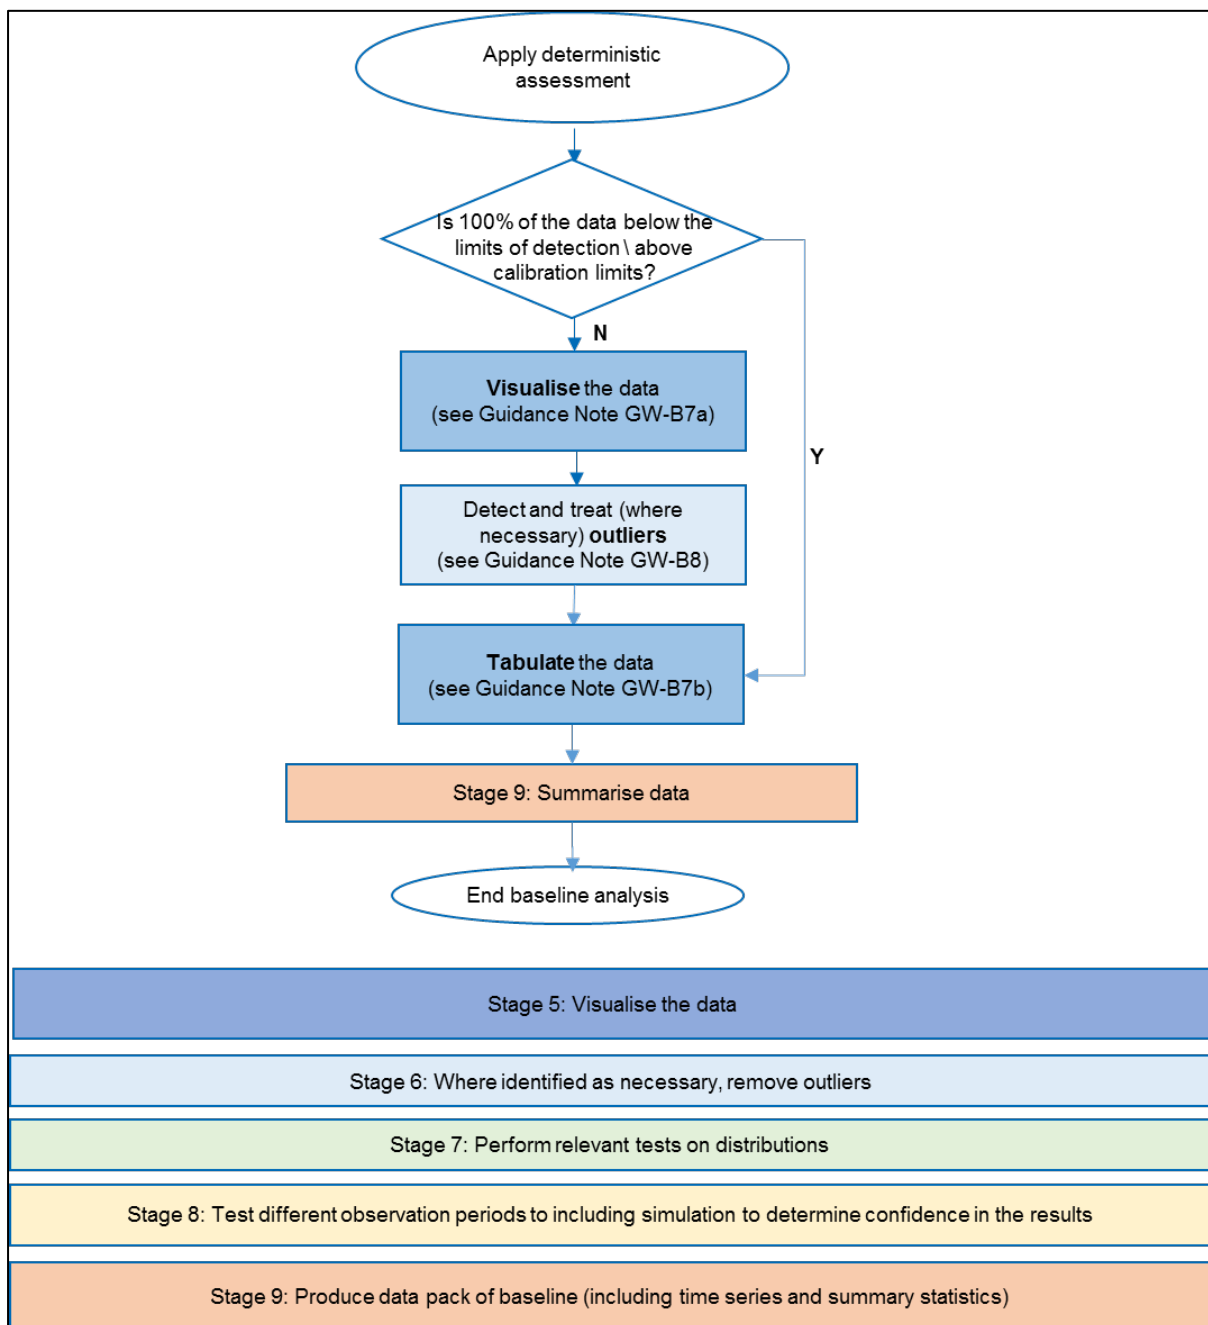 Apply deterministic
assessment
Is 100% of the data below the
limits of detection \ above
calibration limits?
N
Visualise the data
(see Guidance Note GW-B7a)
Y
Detect and treat (where
necessary) outliers
(see Guidance Note GW-B8)
Tabulate the data
(see Guidance Note GW-B7b)
Stage 9: Summarise data
End baseline analysis
Stage 5: Visualise the data
Stage 6: Where identified as necessary, remove outliers
Stage 7: Perform relevant tests on distributions
Stage 8: Test different observation periods to including simulation to determine confidence in the results
Stage 9: Produce data pack of baseline (including time series and summary statistics)